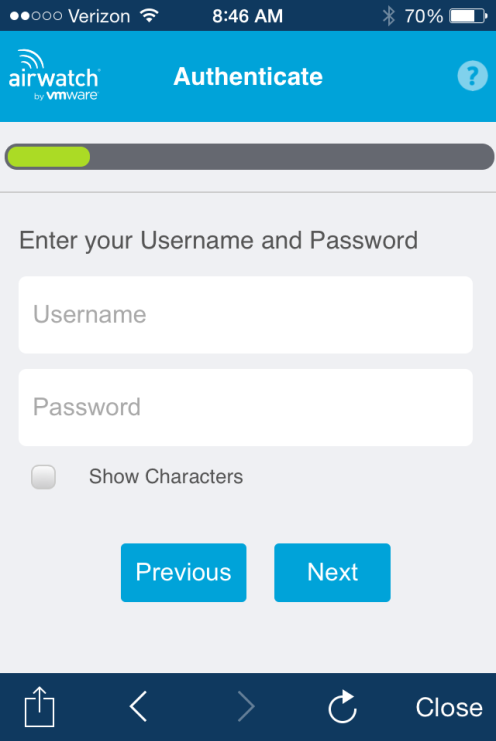 Verizon 8:46 AM 70%
airwatch
by vmware
Authenticate
?
Enter your Username and Password
Username
Password
Show Characters
Previous Next
Close